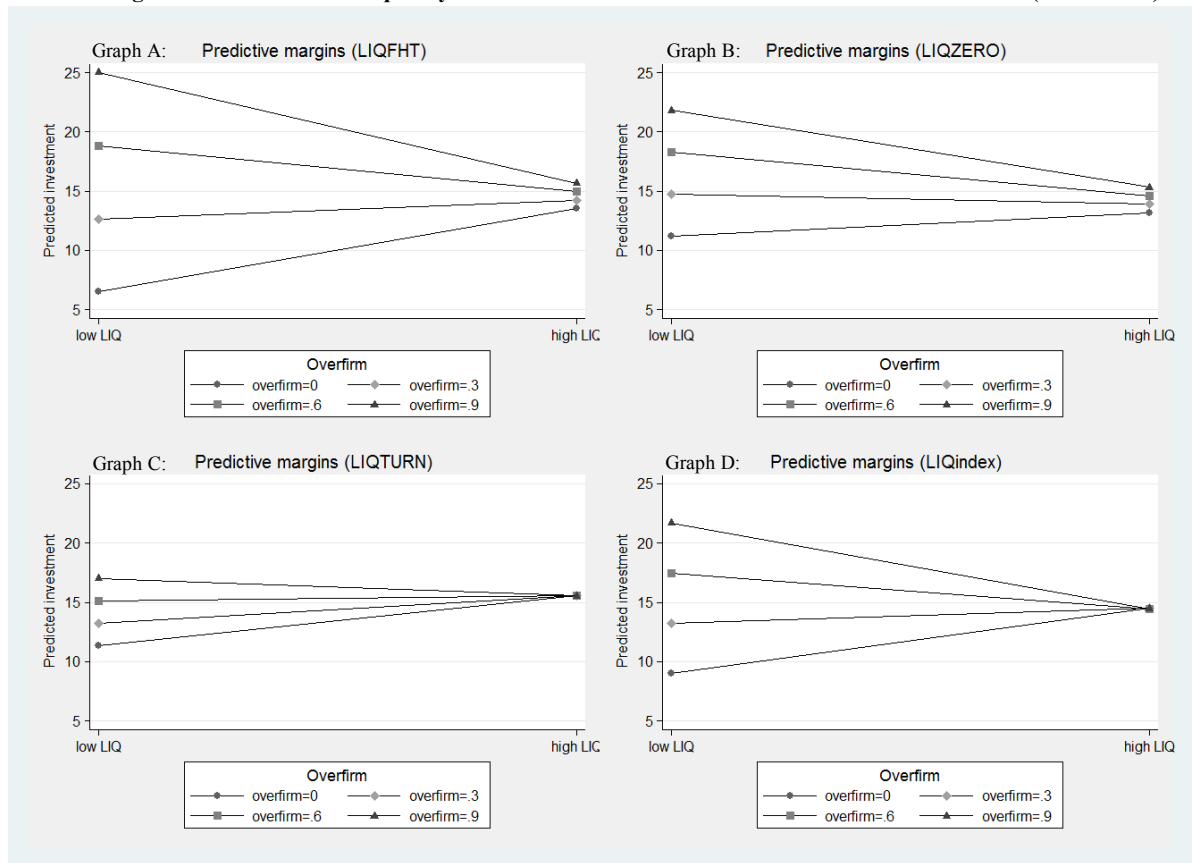 Graph A: Predictive margins (LIQFHT)
25
20
15
10
5
Predicted investment
low LIQ high LIQ
Overfirm
overfirm=0 overfirm=.3
overfirm=.6 overfirm=.9
Graph B: Predictive margins (LIQZERO)
25
20
15
10
5
Predicted investment
low LIQ high LIQ
Overfirm
overfirm=0 overfirm=.3
overfirm=.6 overfirm=.9
Graph C: Predictive margins (LIQTURN)
25
20
15
10
5
Predicted investment
low LIQ high LIQ
Overfirm
overfirm=0 overfirm=.3
overfirm=.6 overfirm=.9
Graph D: Predictive margins (LIQindex)
25
20
15
10
5
Predicted investment
low LIQ high LIQ
Overfirm
overfirm=0 overfirm=.3
overfirm=.6 overfirm=.9